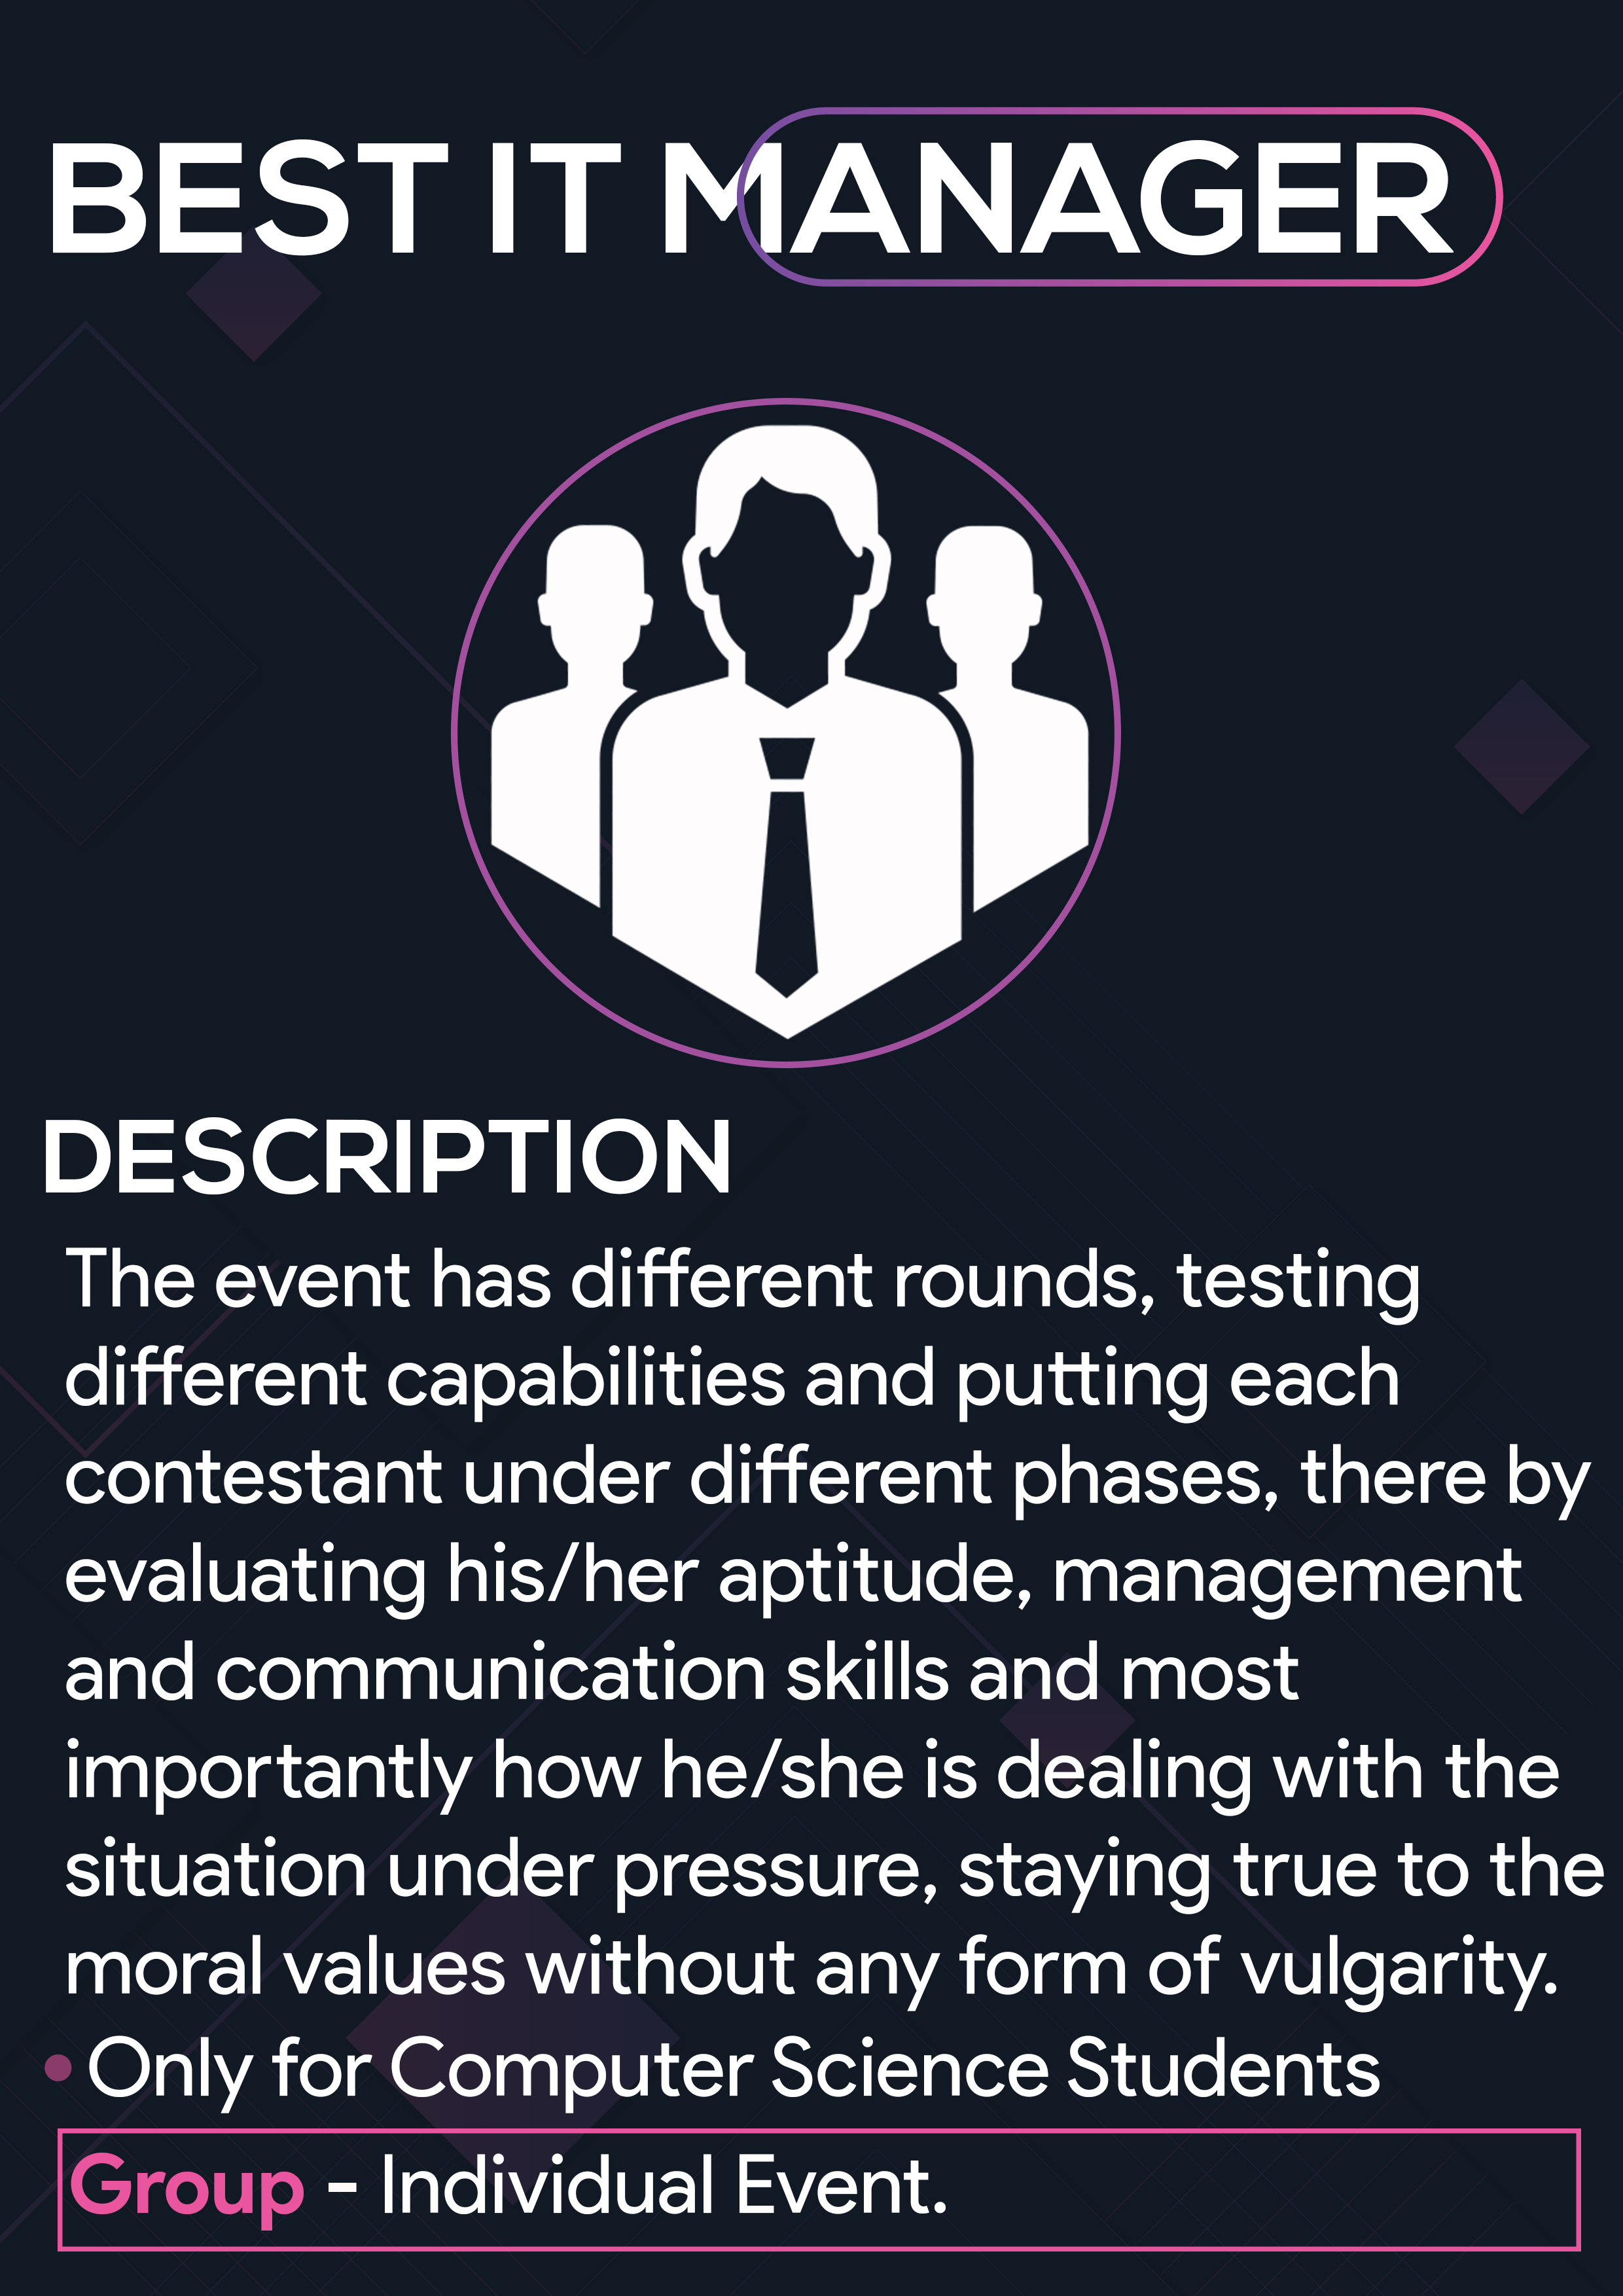 BEST IT MANAGER
DESCRIPTION
The event has different rounds, testing
different capabilities and putting each
contestant under different phases, there by
evaluating his/her aptitude, management
and communication skills and most
importantly how he/she is dealing with the
situation under pressure, staying true to the
moral values without any form of vulgarity.
• Only for Computer Science Students
Group - Individual Event.